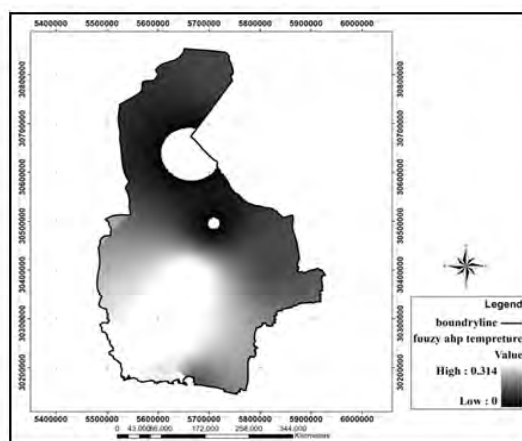 5400000 5500000 5600000 5700000 5800000 5900000 6000000
30800000
30700000
30600000
30500000
30400000
30300000
30200000
30800000
30700000
30600000
30500000
30400000
30300000
30200000
Legend
boundryline
fuuzy ahp tempreture
Value
High : 0.314
Low : 0
5400000 5500000 5600000 5700000 5800000 5900000 6000000
0 43,000 86,000 172,000 258,000 344,000
Kilometers